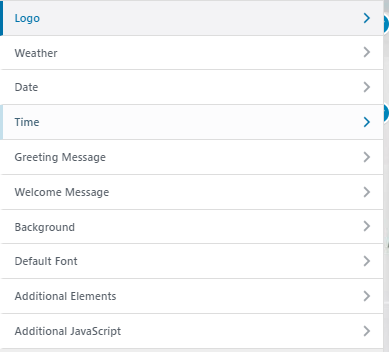 Logo
Weather
Date
Time
Greeting Message
Welcome Message
Background
Default Font
Additional Elements
Additional JavaScript